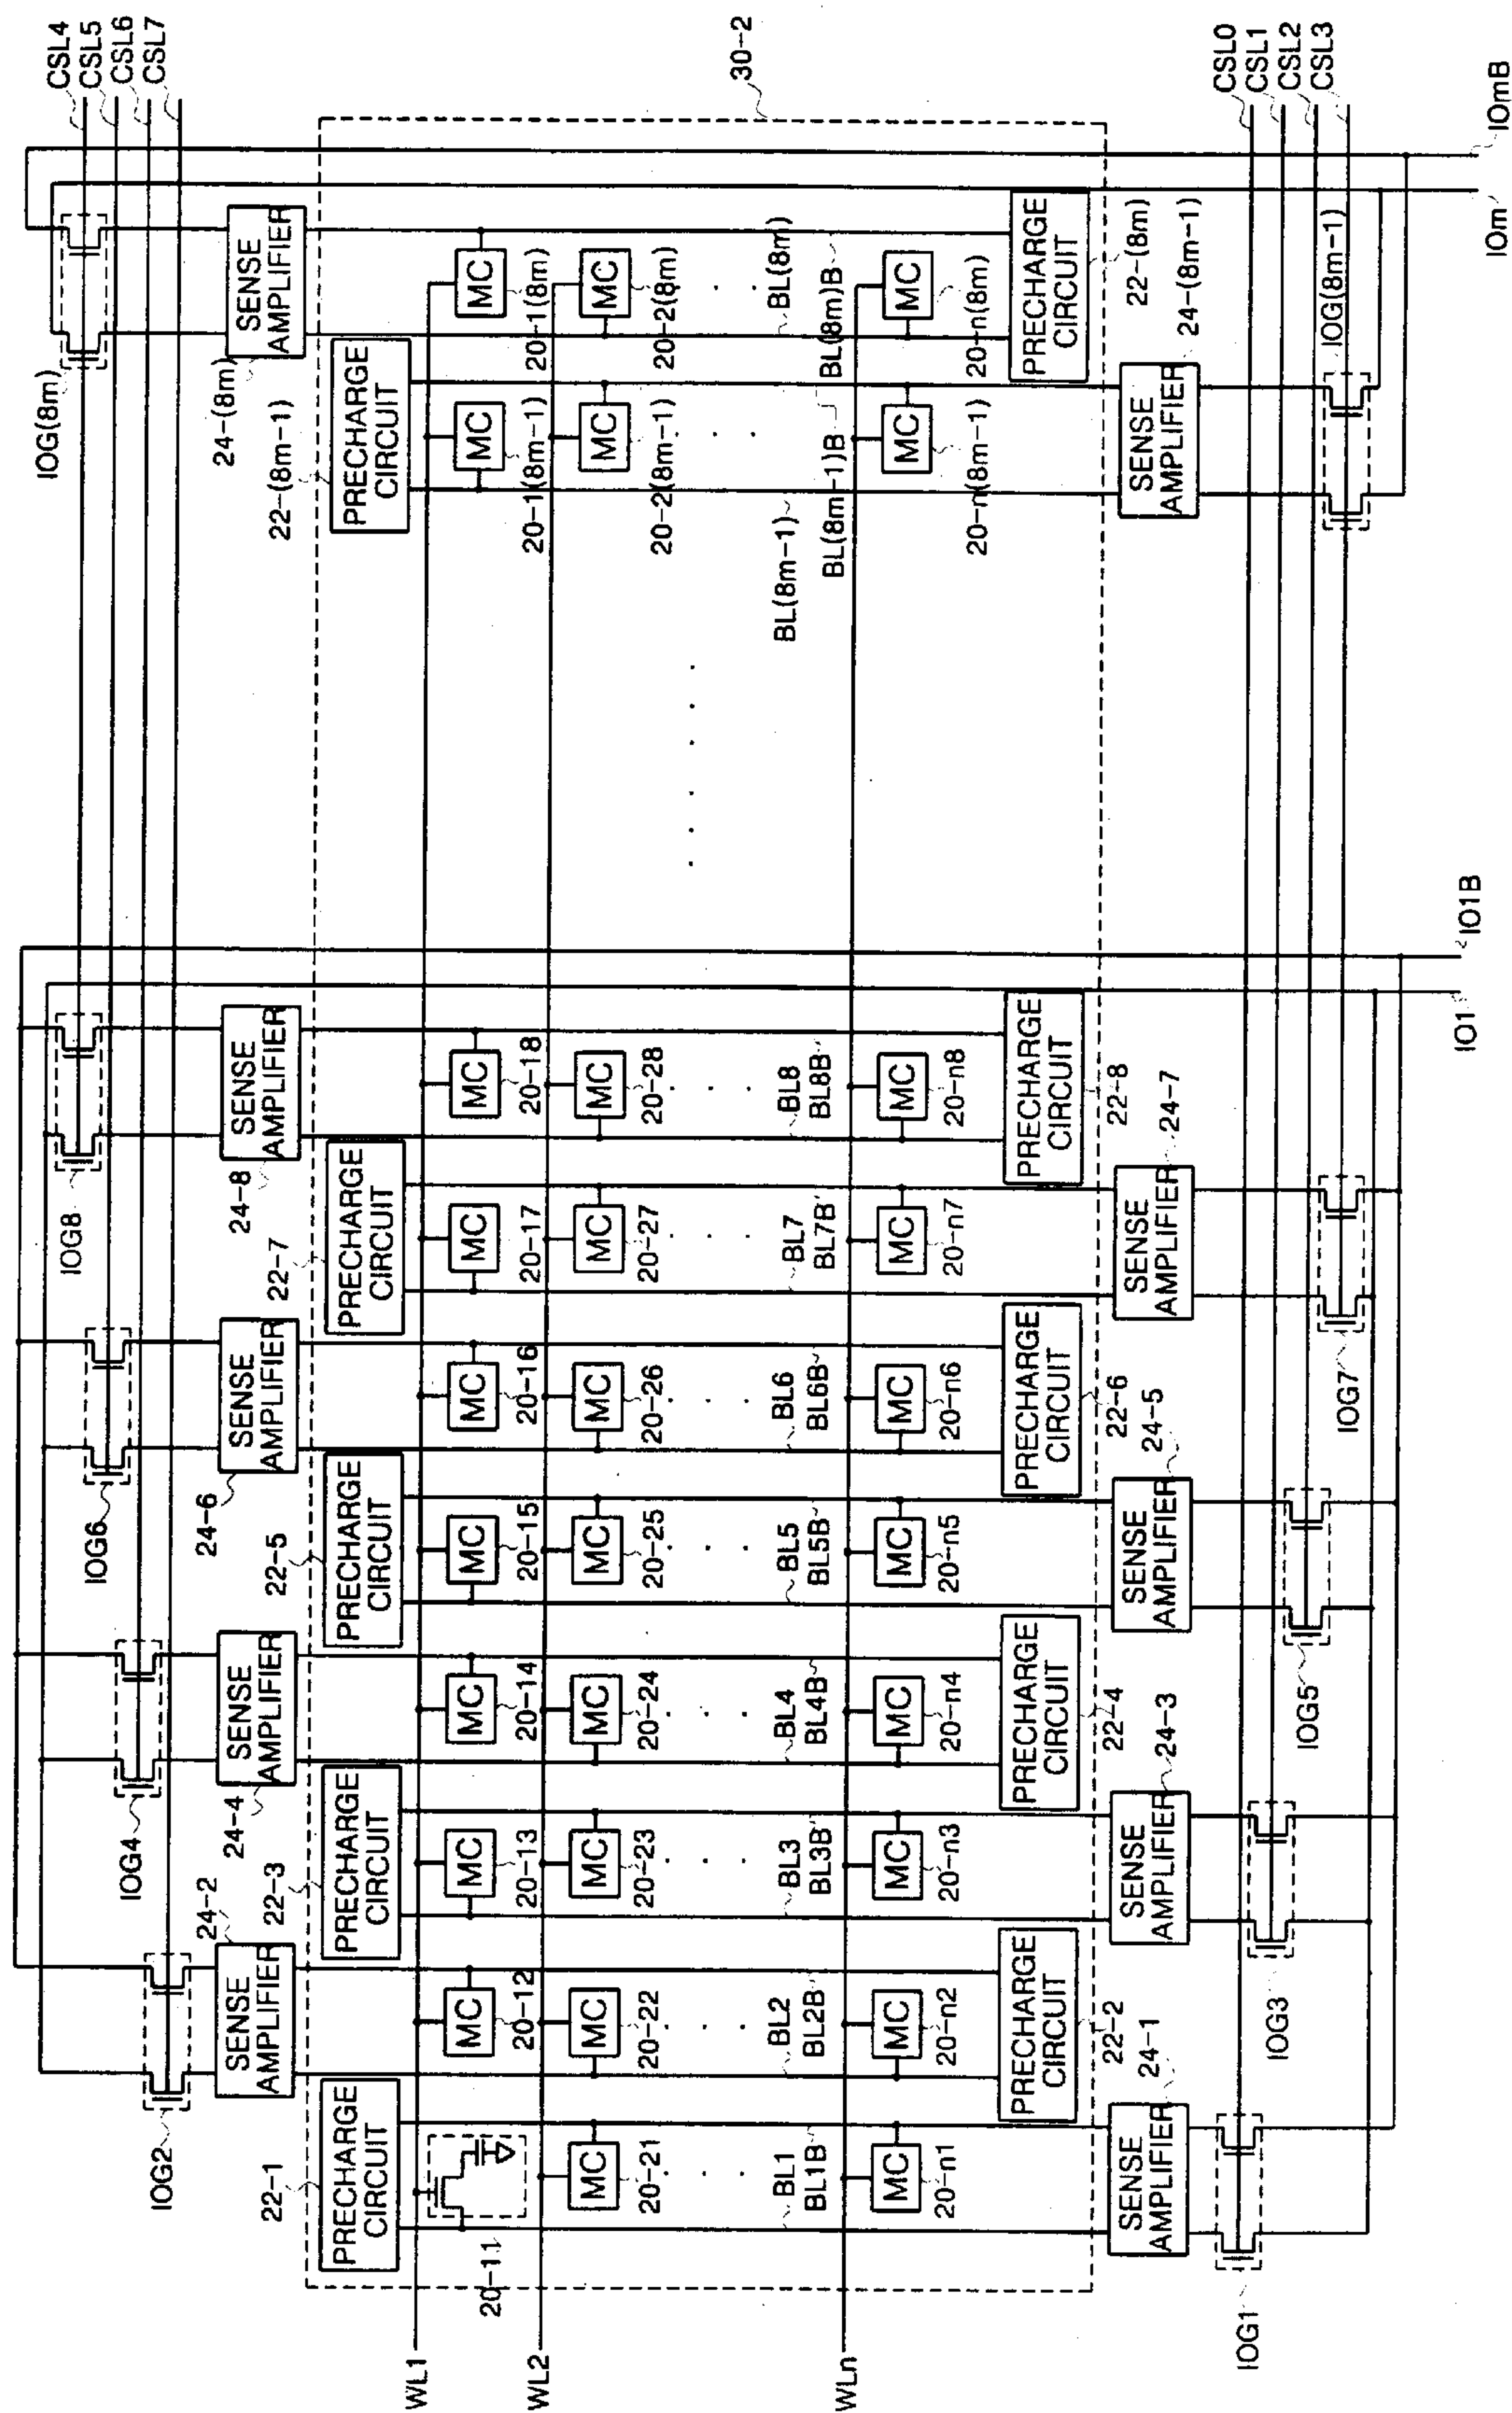 CSL4
CSL5
CSL6
CSL7
30-2
CSL0
CSL1
CSL2
CSL3
IOmB
IOm
IOG(8m)
24-(8m)
SENSE
AMPLIFIER
22-(8m-1)
PRECHARGE
CIRCUIT
MC
20-1(8m)
MC
20-2(8m)
BL(8m)
BL(8m)B
MC
20-n(8m)
PRECHARGE
CIRCUIT
22-(8m)
24-(8m-1)
IOG(8m-1)
MC
20-1(8m-1)
MC
20-2(8m-1)
BL(8m-1)
BL(8m-1)B
MC
20-n(8m-1)
SENSE
AMPLIFIER
IO1B
IO1
IOG8
24-8
SENSE
AMPLIFIER
MC
20-18
MC
20-28
BL8
BL8B
MC
20-n8
PRECHARGE
CIRCUIT
22-8
22-7
PRECHARGE
CIRCUIT
MC
20-17
MC
20-27
BL7
BL7B
MC
20-n7
SENSE
AMPLIFIER
24-7
IOG7
IOG6
24-6
SENSE
AMPLIFIER
MC
20-16
MC
20-26
BL6
BL6B
MC
20-n6
PRECHARGE
CIRCUIT
22-6
22-5
PRECHARGE
CIRCUIT
MC
20-15
MC
20-25
BL5
BL5B
MC
20-n5
SENSE
AMPLIFIER
24-5
IOG5
IOG4
24-4
SENSE
AMPLIFIER
MC
20-14
MC
20-24
BL4
BL4B
MC
20-n4
PRECHARGE
CIRCUIT
22-4
22-3
PRECHARGE
CIRCUIT
MC
20-13
MC
20-23
BL3
BL3B
MC
20-n3
SENSE
AMPLIFIER
24-3
IOG3
IOG2
24-2
SENSE
AMPLIFIER
MC
20-12
MC
20-22
BL2
BL2B
MC
20-n2
PRECHARGE
CIRCUIT
22-2
22-1
PRECHARGE
CIRCUIT
20-11
MC
20-21
BL1
BL1B
MC
20-n1
SENSE
AMPLIFIER
24-1
IOG1
WL1
WL2
WLn